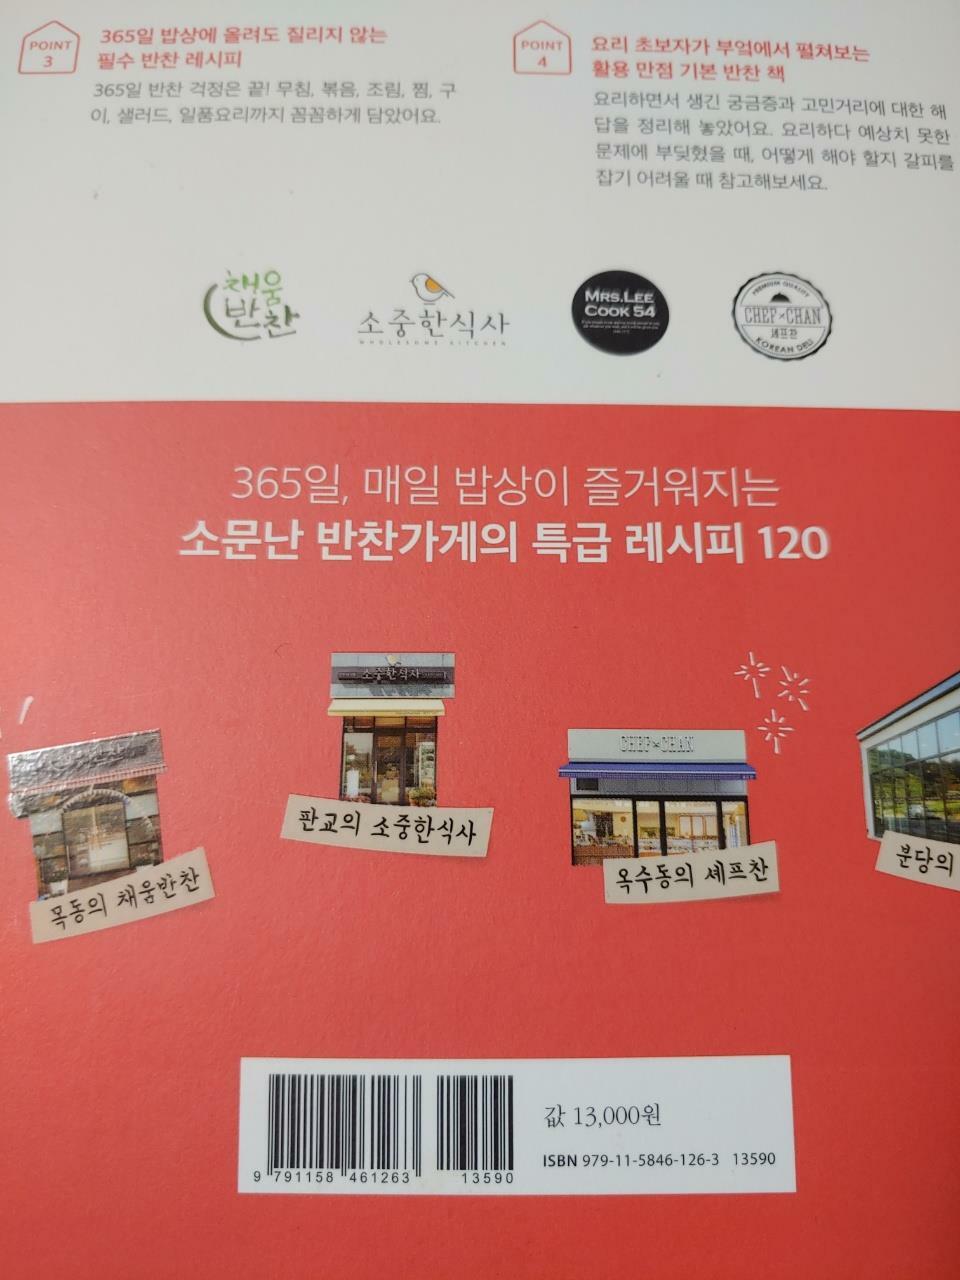 POINT
3
365일 밥상에 올려도 질리지 않는
필수 반찬 레시피
365일 반찬 걱정은 끝! 무침, 볶음, 조림, 찜, 구
이, 샐러드, 일품요리까지 꼼꼼하게 담았어요.
POINT
4
요리 초보자가 부엌에서 펼쳐보는
활용 만점 기본 반찬 책
요리하면서 생긴 궁금증과 고민거리에 대한 해
답을 정리해 놓았어요. 요리하다 예상치 못한
문제에 부딪혔을 때, 어떻게 해야 할지 갈피를
잡기 어려울 때 참고해보세요.
채움
반찬
소중한식사
WHOLESOME KITCHEN
MRS.LEE
COOK 54
PREMIUM QUALITY
CHEF×CHAN
셰프찬
KOREAN DELI
365일, 매일 밥상이 즐거워지는
소문난 반찬가게의 특급 레시피 120
소중한식사
CHEF×CHAN
목동의 채움반찬
판교의 소중한식사
옥수동의 셰프찬
분당의
값 13,000원
ISBN 979-11-5846-126-3 13590
9 791158 461263 13590